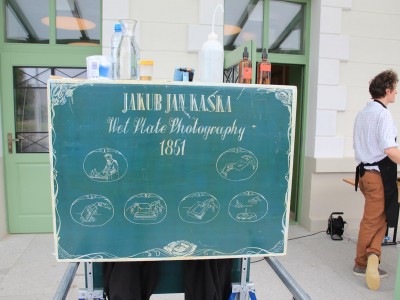 JAKUB JAN KAŠKA
Wet Plate Photography
1851